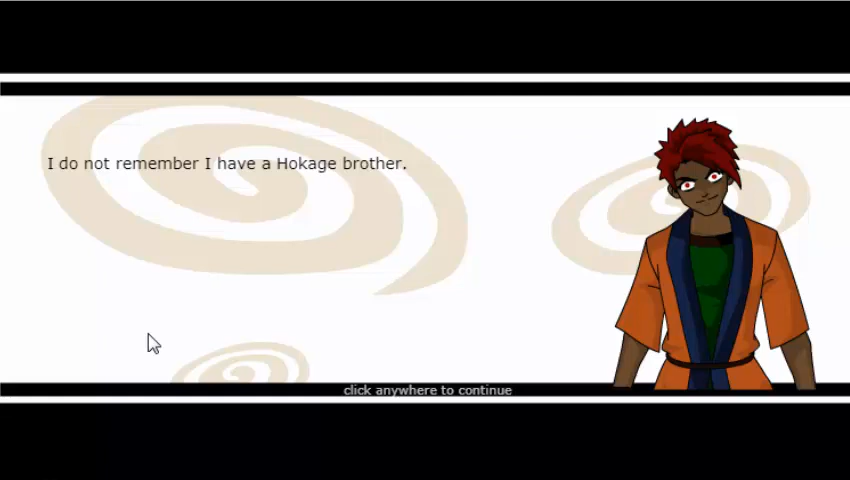 I do not remember I have a Hokage brother.
click anywhere to continue